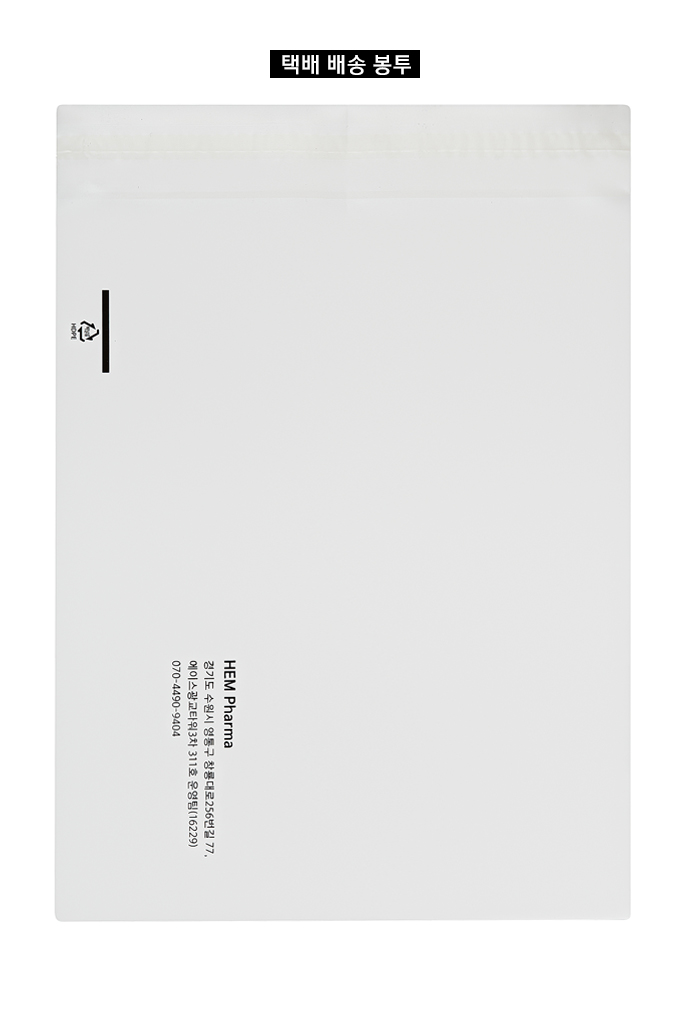 택배 배송 봉투
HDPE
HEM Pharma
경기도 수원시 영통구 창룡대로256번길 77,
에이스광교타워3차 311호 운영팀(16229)
070-4490-9404